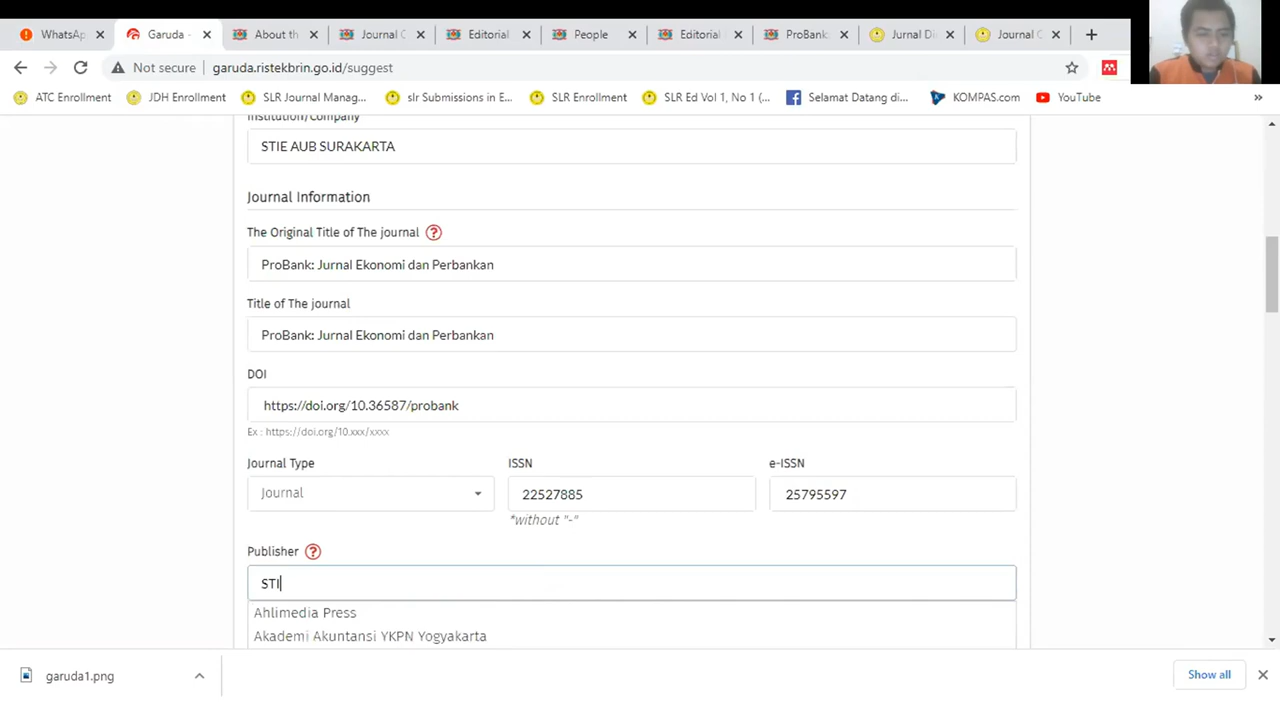 WhatsAp
Garuda -
About th
Journal C
Editorial
People
Editorial
ProBank
Jurnal Di
Journal C
Not secure
garuda.ristekbrin.go.id/suggest
ATC Enrollment
JDH Enrollment
SLR Journal Manag...
slr Submissions in E...
SLR Enrollment
SLR Ed Vol 1, No 1 (...
Selamat Datang di...
KOMPAS.com
YouTube
»
Institution/Company
STIE AUB SURAKARTA
Journal Information
The Original Title of The journal ?
ProBank: Jurnal Ekonomi dan Perbankan
Title of The journal
ProBank: Jurnal Ekonomi dan Perbankan
DOI
https://doi.org/10.36587/probank
Ex : https://doi.org/10.xxx/xxxx
Journal Type
ISSN
e-ISSN
Journal
22527885
25795597
*without "-"
Publisher ?
STI
Ahlimedia Press
Akademi Akuntansi YKPN Yogyakarta
garuda1.png
Show all